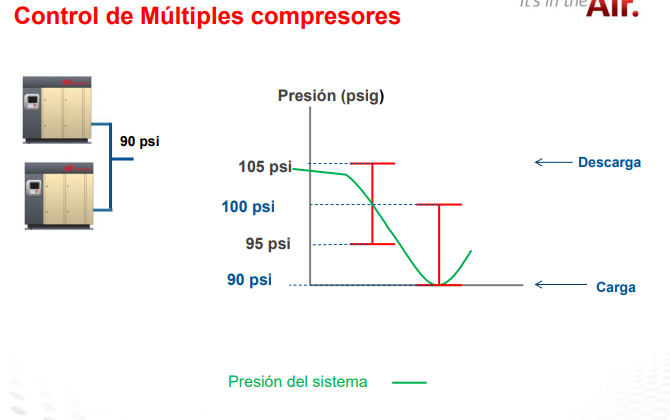 It's in the Air.
Control de Múltiples compresores
Presión (psig)
90 psi
105 psi
Descarga
100 psi
95 psi
90 psi
Carga
Presión del sistema